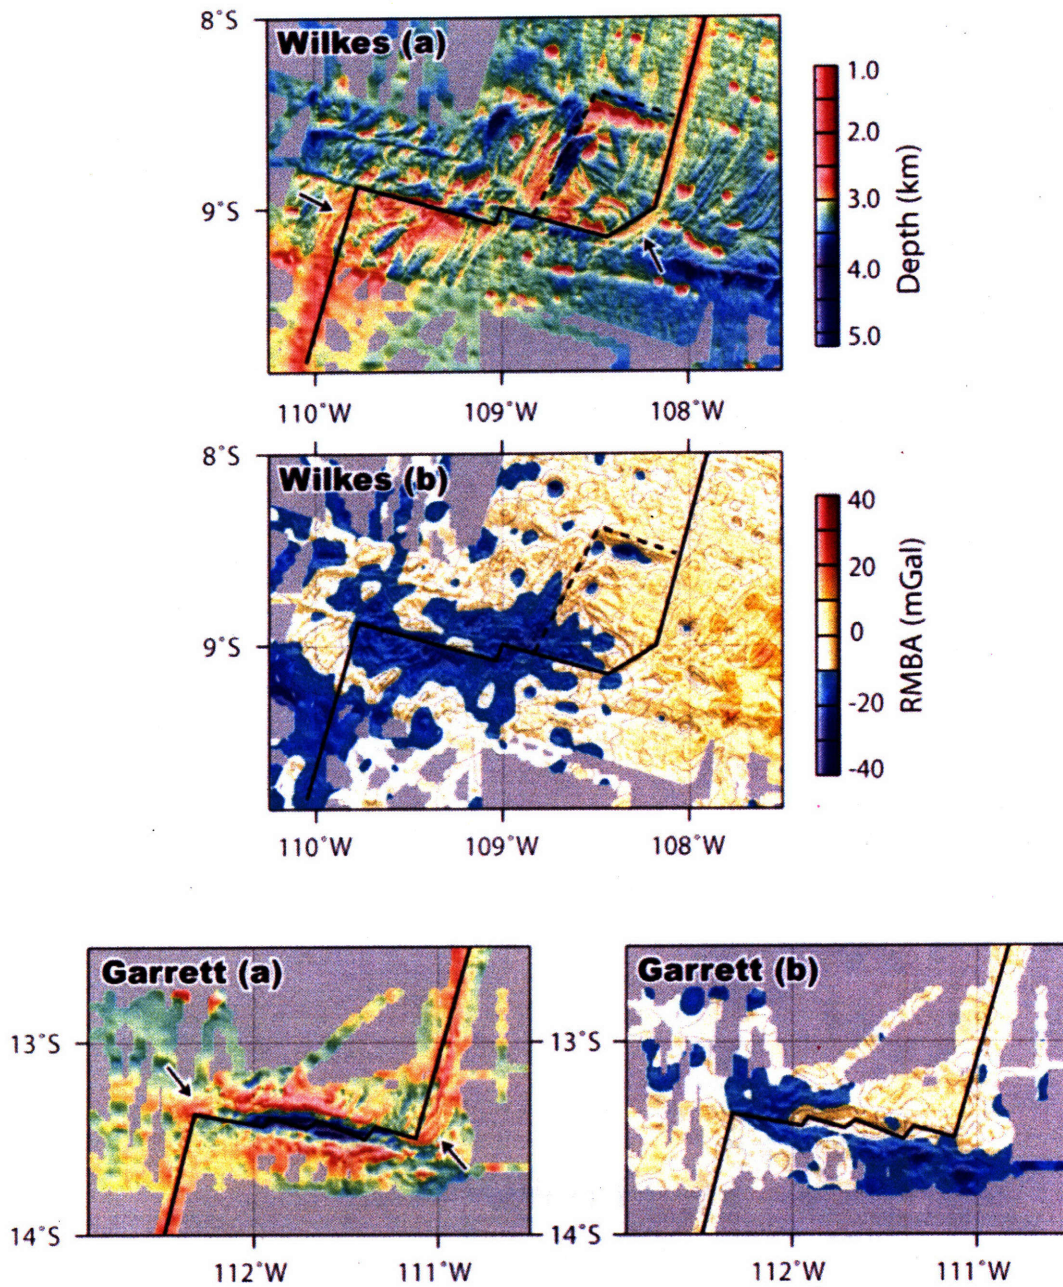 8°S
Wilkes (a)
9°S
110°W 109°W 108°W
1.0
2.0
3.0
4.0
5.0
Depth (km)
8°S
Wilkes (b)
9°S
110°W 109°W 108°W
40
20
0
-20
-40
RMBA (mGal)
Garrett (a)
13°S
14°S
112°W 111°W
Garrett (b)
13°S
14°S
112°W 111°W